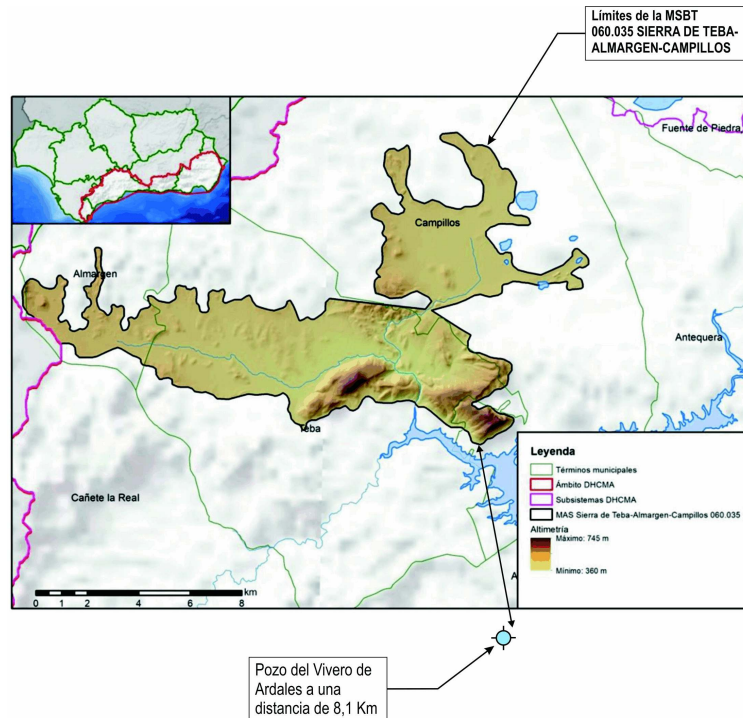 Límites de la MSBT
060.035 SIERRA DE TEBA-
ALMARGEN-CAMPILLOS
Fuente de Piedra
Campillos
Almargen
Antequera
Teba
Cañete la Real
Leyenda
Términos municipales
Ámbito DHCMA
Subsistemas DHCMA
MAS Sierra de Teba-Almargen-Campillos 060.035
Altimetría
Máximo: 745 m
Mínimo: 360 m
0 1 2 4 6 8
km
Pozo del Vivero de
Ardales a una
distancia de 8,1 Km